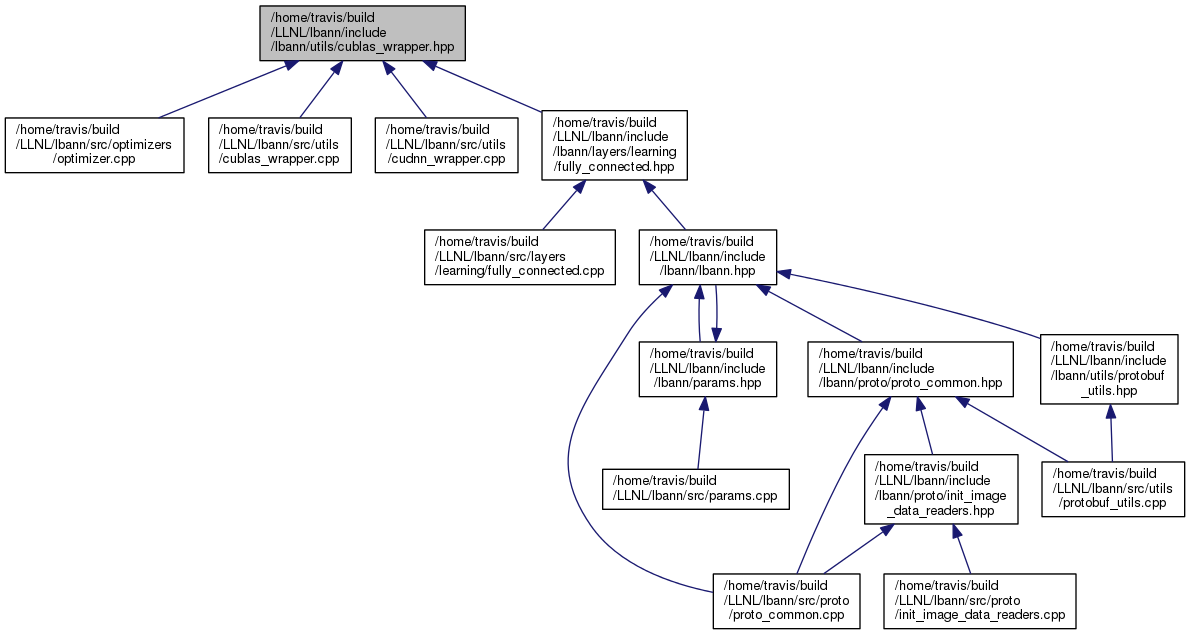 /home/travis/build
/LLNL/lbann/include
/lbann/utils/cublas_wrapper.hpp
/home/travis/build
/LLNL/lbann/src/optimizers
/optimizer.cpp
/home/travis/build
/LLNL/lbann/src/utils
/cublas_wrapper.cpp
/home/travis/build
/LLNL/lbann/src/utils
/cudnn_wrapper.cpp
/home/travis/build
/LLNL/lbann/include
/lbann/layers/learning
/fully_connected.hpp
/home/travis/build
/LLNL/lbann/src/layers
/learning/fully_connected.cpp
/home/travis/build
/LLNL/lbann/include
/lbann/lbann.hpp
/home/travis/build
/LLNL/lbann/include
/lbann/params.hpp
/home/travis/build
/LLNL/lbann/include
/lbann/proto/proto_common.hpp
/home/travis/build
/LLNL/lbann/include
/lbann/utils/protobuf
_utils.hpp
/home/travis/build
/LLNL/lbann/src/params.cpp
/home/travis/build
/LLNL/lbann/include
/lbann/proto/init_image
_data_readers.hpp
/home/travis/build
/LLNL/lbann/src/utils
/protobuf_utils.cpp
/home/travis/build
/LLNL/lbann/src/proto
/proto_common.cpp
/home/travis/build
/LLNL/lbann/src/proto
/init_image_data_readers.cpp